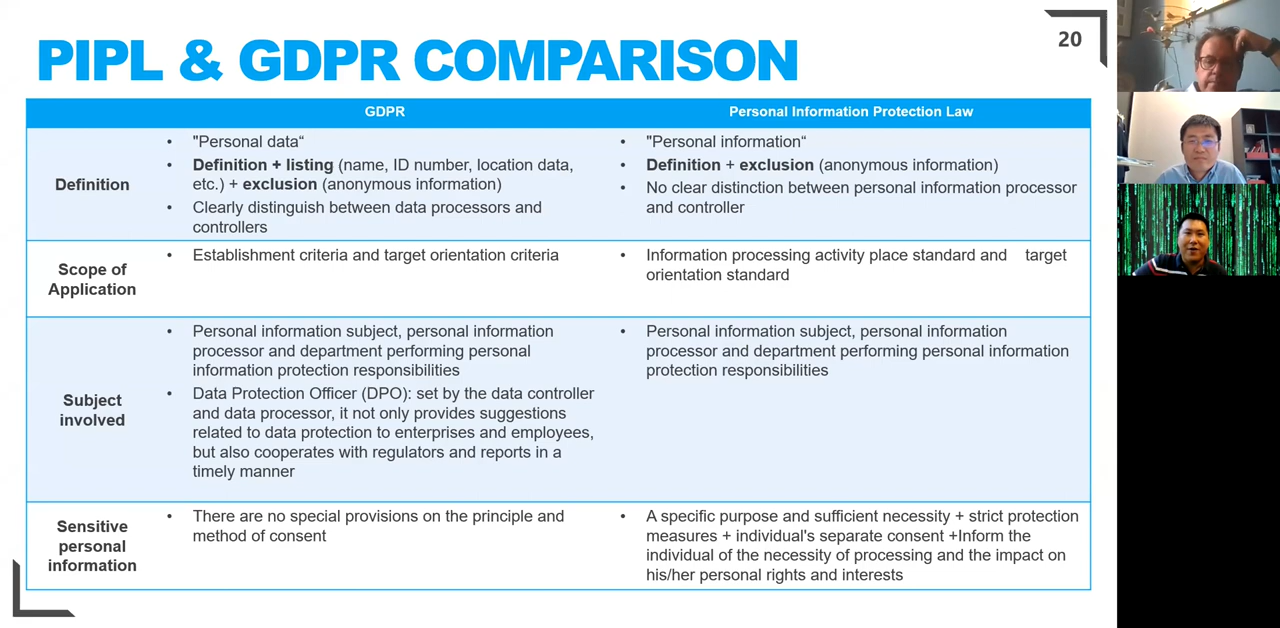 PIPL & GDPR COMPARISON
20
GDPR
Personal Information Protection Law
Definition
• "Personal data“
• Definition + listing (name, ID number, location data,
etc.) + exclusion (anonymous information)
• Clearly distinguish between data processors and
controllers
• "Personal information“
• Definition + exclusion (anonymous information)
• No clear distinction between personal information processor
and controller
Scope of
Application
• Establishment criteria and target orientation criteria
• Information processing activity place standard and target
orientation standard
Subject
involved
• Personal information subject, personal information
processor and department performing personal
information protection responsibilities
• Data Protection Officer (DPO): set by the data controller
and data processor, it not only provides suggestions
related to data protection to enterprises and employees,
but also cooperates with regulators and reports in a
timely manner
• Personal information subject, personal information
processor and department performing personal information
protection responsibilities
Sensitive
personal
information
• There are no special provisions on the principle and
method of consent
• A specific purpose and sufficient necessity + strict protection
measures + individual's separate consent +Inform the
individual of the necessity of processing and the impact on
his/her personal rights and interests